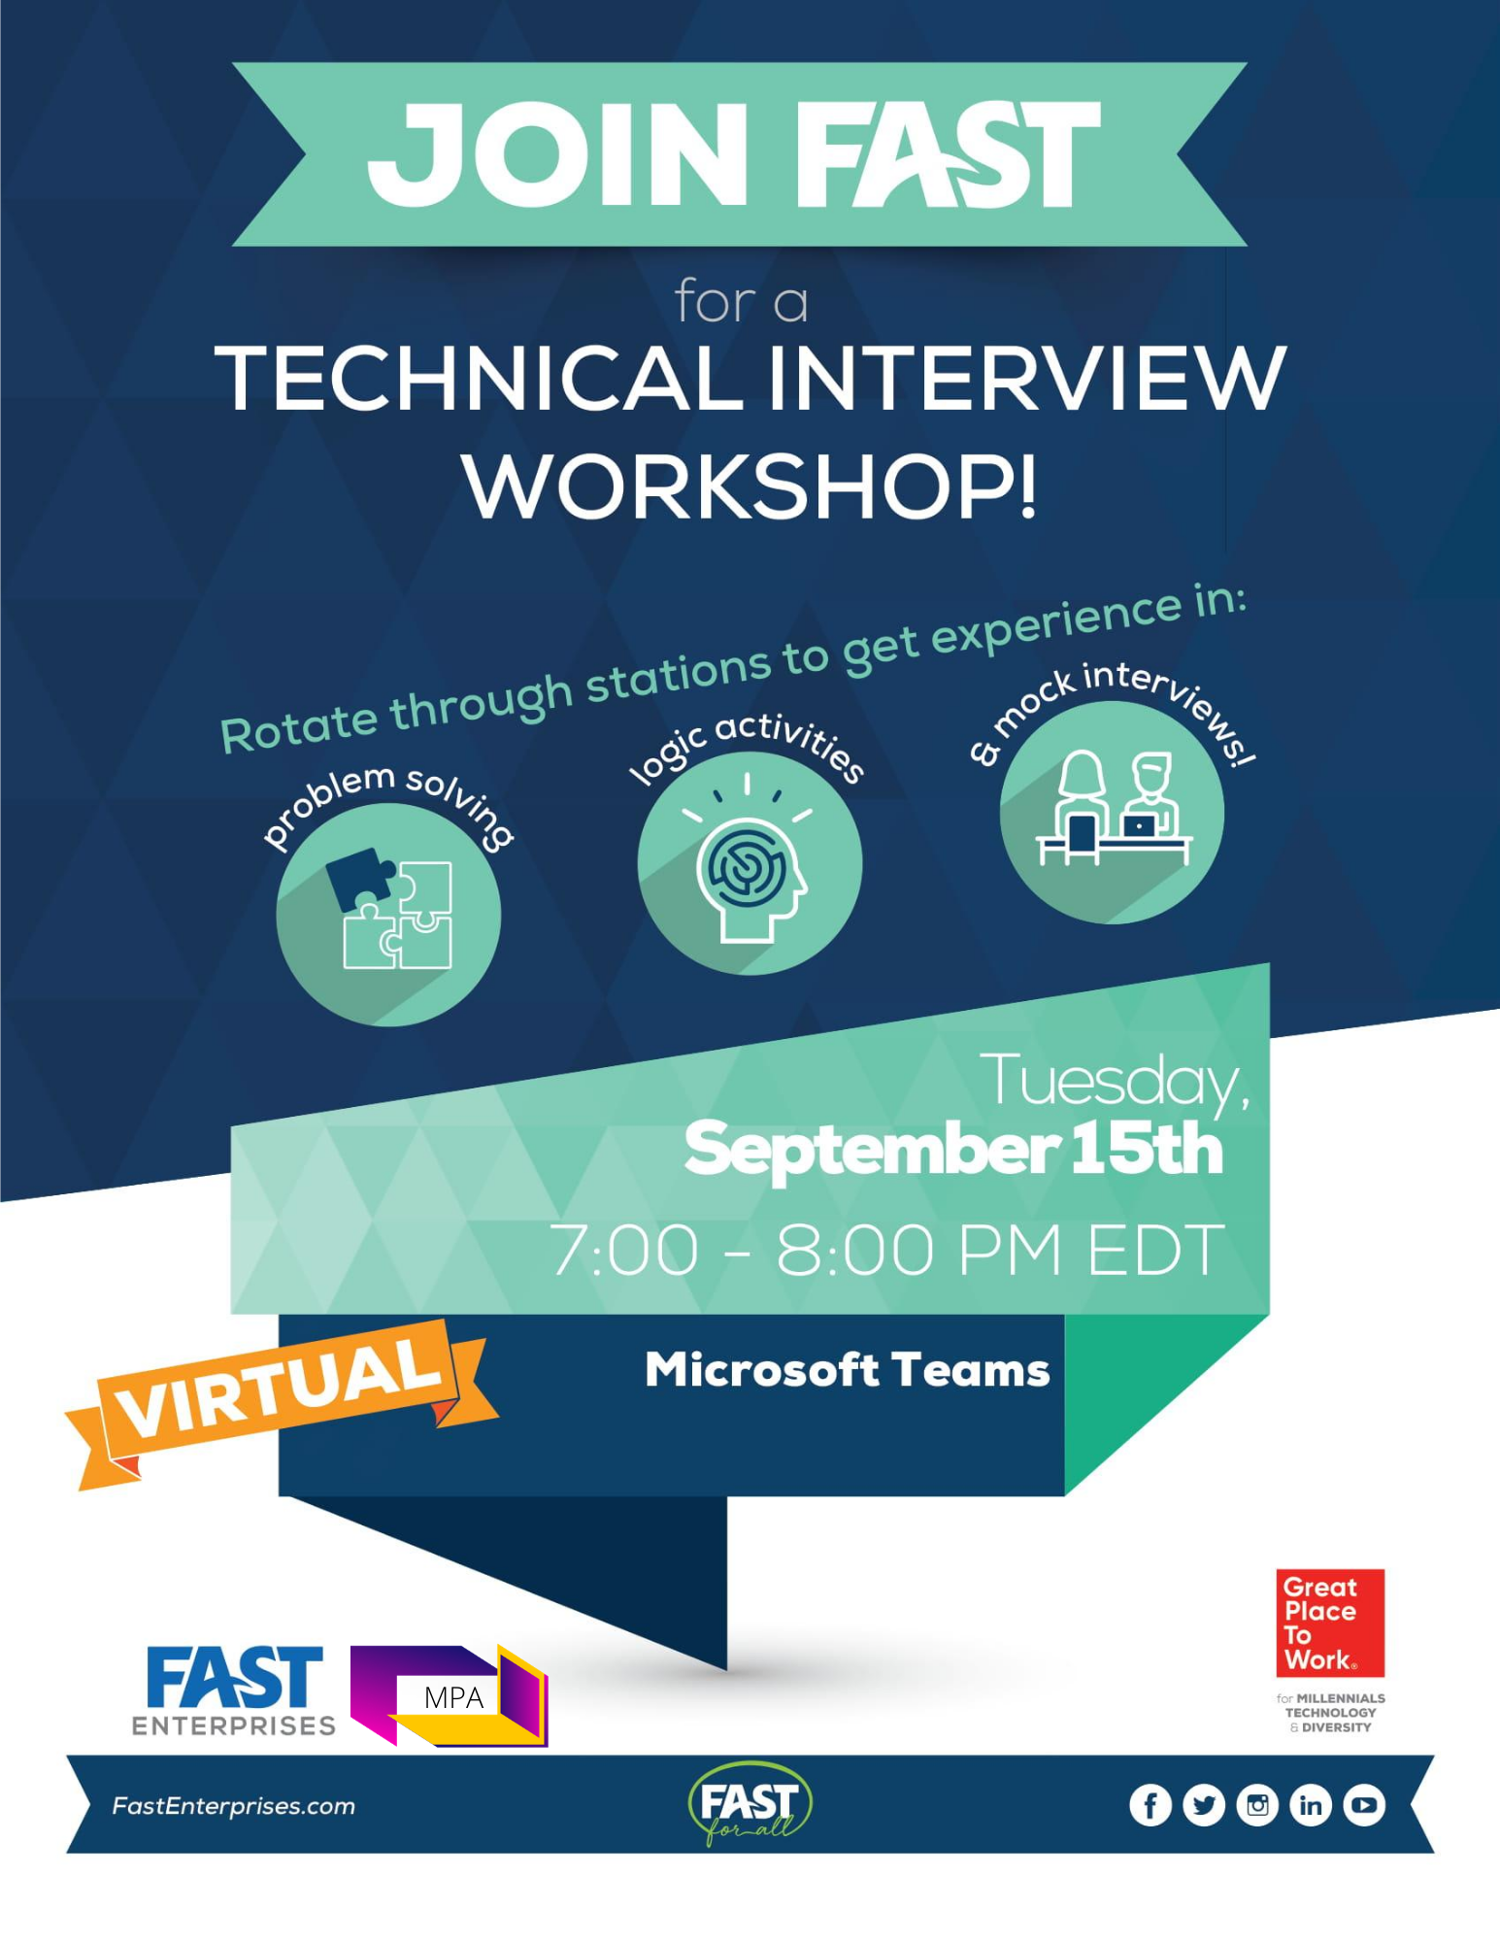 JOIN FAST
for a
TECHNICAL INTERVIEW
WORKSHOP!
Rotate through stations to get experience in:
problem solving
logic activities
& mock interviews!
Tuesday,
September 15th
7:00 - 8:00 PM EDT
VIRTUAL
Microsoft Teams
FAST
ENTERPRISES
MPA
Great
Place
To
Work®
for MILLENNIALS
TECHNOLOGY
& DIVERSITY
FastEnterprises.com
FAST
for all
f
in